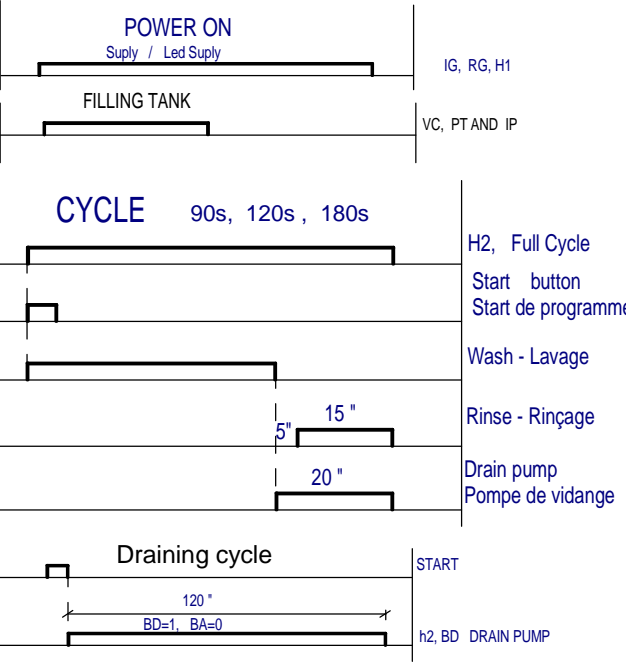 POWER ON
Suply / Led Suply
IG, RG, H1
FILLING TANK
VC, PT AND IP
CYCLE 90s, 120s , 180s
H2, Full Cycle
Start button
Start de programme
Wash - Lavage
15 "
5"
Rinse - Rinçage
20 "
Drain pump
Pompe de vidange
Draining cycle
START
120 "
BD=1, BA=0
h2, BD DRAIN PUMP